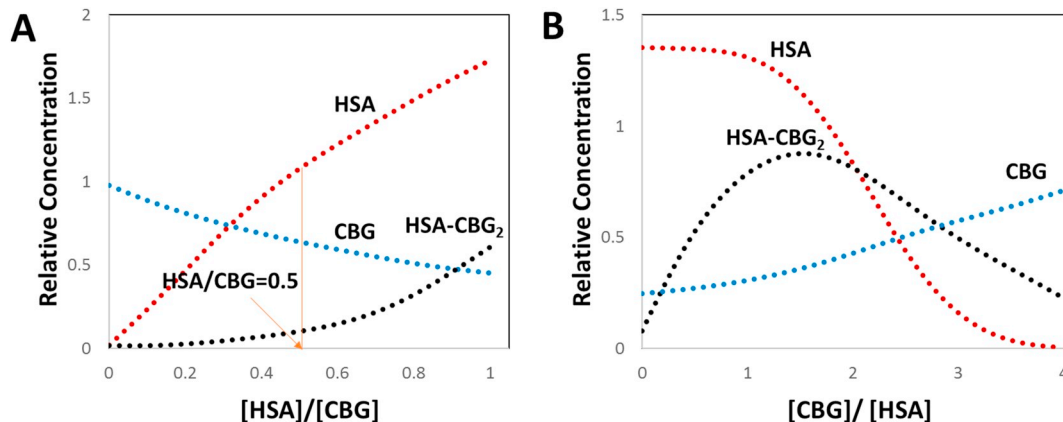 A
Relative Concentration
2
1.5
1
0.5
0
HSA
CBG
HSA-CBG2
HSA/CBG=0.5
0
0.2
0.4
0.6
0.8
1
[HSA]/[CBG]
B
Relative Concentration
1.5
1
0.5
0
HSA
HSA-CBG2
CBG
0
1
2
3
4
[CBG]/ [HSA]